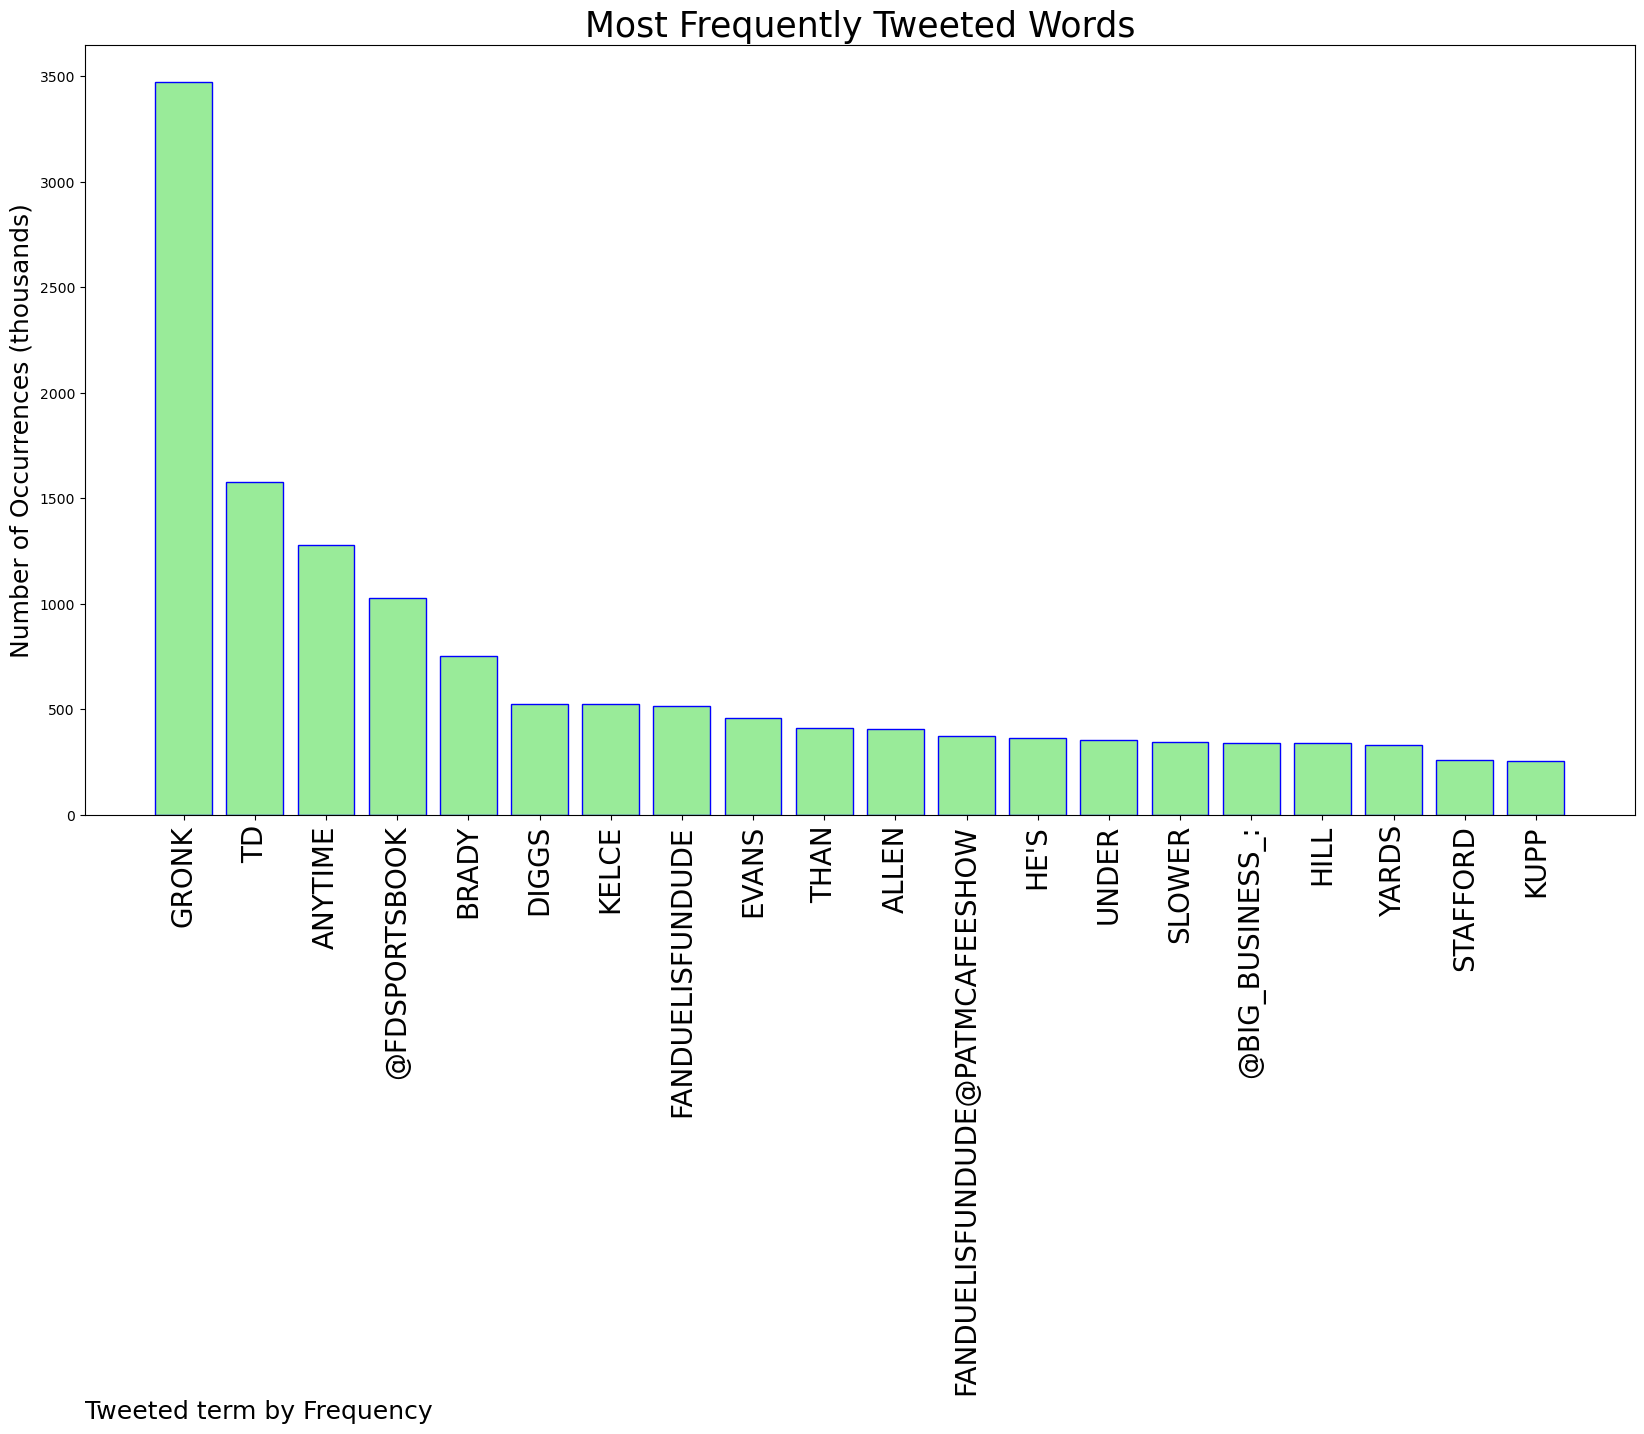 Most Frequently Tweeted Words
Number of Occurrences (thousands)
3500
3000
2500
2000
1500
1000
500
0
GRONK
TD
ANYTIME
@FDSPORTSBOOK
BRADY
DIGGS
KELCE
FANDUELISFUNDUDE
EVANS
THAN
ALLEN
FANDUELISFUNDUDE@PATMCAFEESHOW
HE'S
UNDER
SLOWER
@BIG_BUSINESS_:
HILL
YARDS
STAFFORD
KUPP
Tweeted term by Frequency